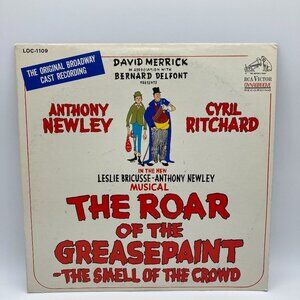 LOC-1109
THE ORIGINAL BROADWAY
CAST RECORDING
DAVID MERRICK
IN ASSOCIATION WITH
BERNARD DELFONT
PRESENTS
RCA VICTOR
DYNAGROOVE
RECORDING
ANTHONY
NEWLEY
CYRIL
RITCHARD
IN THE NEW
LESLIE BRICUSSE-ANTHONY NEWLEY
MUSICAL
THE ROAR
OF THE
GREASEPAINT
-THE SMELL OF THE CROWD